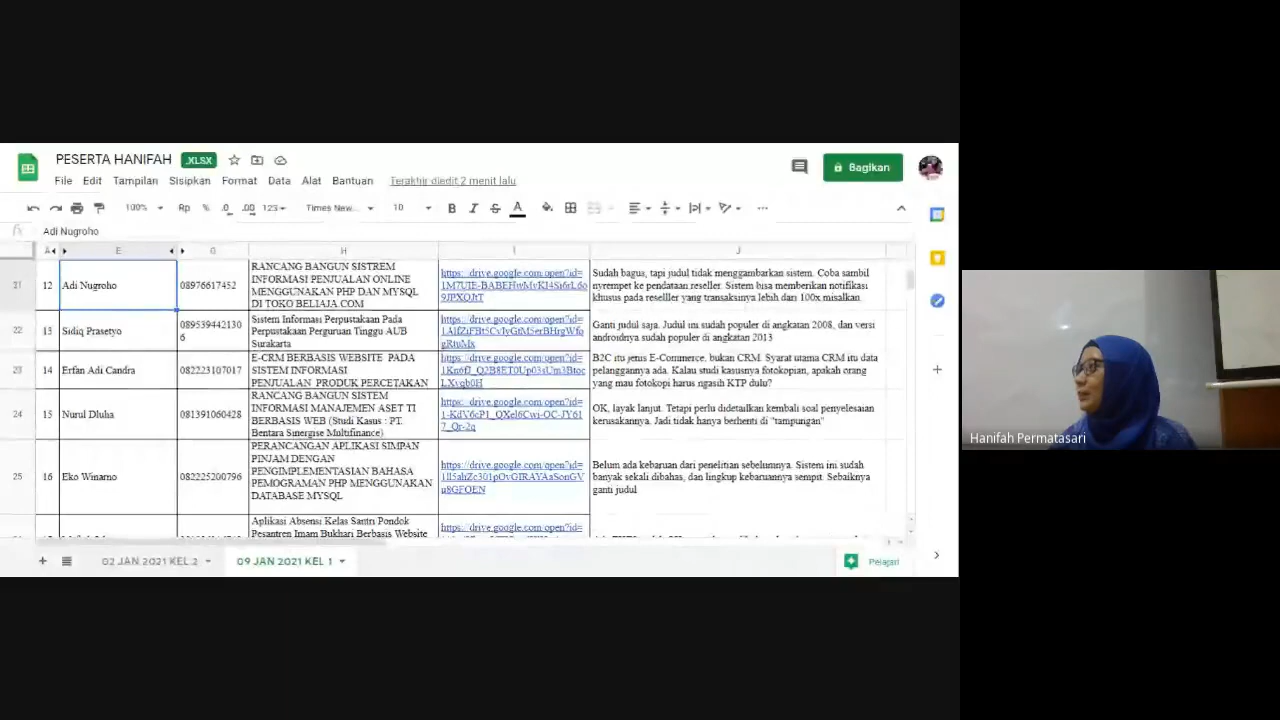 PESERTA HANIFAH .XLSX
Bagikan
File Edit Tampilan Sisipkan Format Data Alat Bantuan Terakhir diedit 2 menit lalu
100% Rp % .0 .00 123 Times New... 10 B I S A
Adi Nugroho
E G H I J
21 12 Adi Nugroho 08976617452
RANCANG BANGUN SISTREM
INFORMASI PENJUALAN ONLINE
MENGGUNAKAN PHP DAN MYSQL
DI TOKO BELIAJA.COM
Sudah bagus, tapi judul tidak menggambarkan sistem. Coba sambil
nyrempet ke pendataan reseller. Sistem bisa memberikan notifikasi
khusus pada reselller yang transaksinya lebih dari 100x misalkan
22 13 Sidiq Prasetyo
089539442130
6
Sistem Informasi Perpustakaan Pada
Perpustakaan Perguruan Tinggu AUB
Surakarta
Ganti judul saja. Judul ini sudah populer di angkatan 2008, dan versi
androidnya sudah populer di angkatan 2013
23 14 Erfan Adi Candra 082223107017
E-CRM BERBASIS WEBSITE PADA
SISTEM INFORMASI
PENJUALAN PRODUK PERCETAKAN
B2C itu jenis E-Commerce, bukan CRM. Syarat utama CRM itu data
pelanggannya ada. Kalau studi kasusnya fotokopian, apakah orang
yang mau fotokopi harus ngasih KTP dulu?
24 15 Nurul Dluha 081391060428
RANCANG BANGUN SISTEM
INFORMASI MANAJEMEN ASET TI
BERBASIS WEB (Studi Kasus : PT.
Bentara Sinergise Multifinance)
OK, layak lanjut. Tetapi perlu didetailkan kembali soal penyelesaian
kerusakannya. Jadi tidak hanya berhenti di "tampungan"
25 16 Eko Winarno 082225200796
PERANCANGAN APLIKASI SIMPAN
PINJAM DENGAN
PENGIMPLEMENTASIAN BAHASA
PEMOGRAMAN PHP MENGGUNAKAN
DATABASE MYSQL
Belum ada kebaruan dari penelitian sebelumnya. Sistem ini sudah
banyak sekali dibahas, dan lingkup kebaruannya sempit. Sebaiknya
ganti judul
Aplikasi Absensi Kelas Santri Pondok
Pesantren Imam Bukhari Berbasis Website
https://drive.google.com/open?id=
02 JAN 2021 KEL 2 09 JAN 2021 KEL 1
Pelajari
Hanifah Permatasari